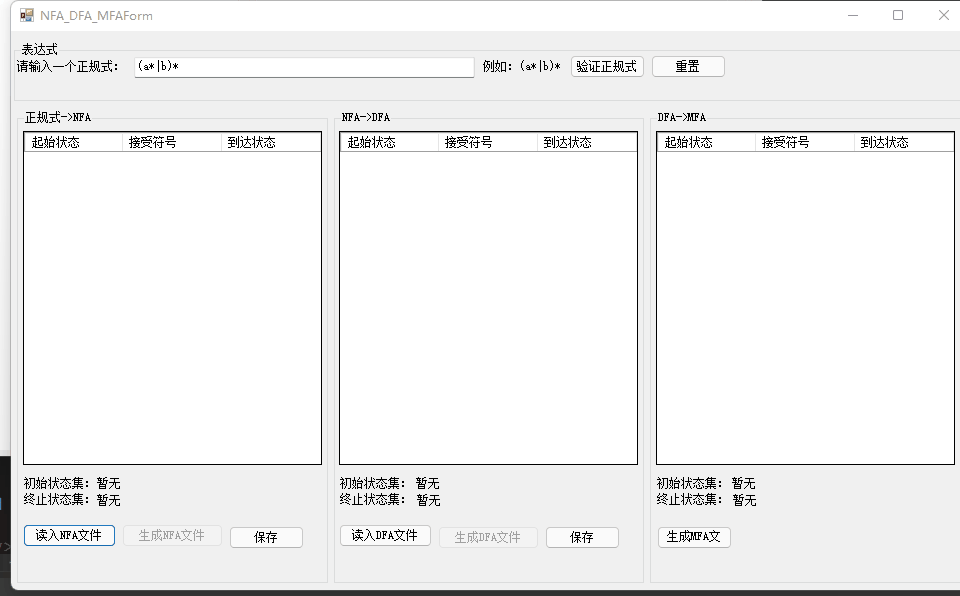 NFA_DFA_MFAForm
表达式
请输入一个正规式: (a*|b)* 例如: (a*|b)* 验证正规式 重置
正规式->NFA NFA->DFA DFA->MFA
起始状态 接受符号 到达状态 起始状态 接受符号 到达状态 起始状态 接受符号 到达状态
初始状态集: 暂无 初始状态集: 暂无 初始状态集: 暂无
终止状态集: 暂无 终止状态集: 暂无 终止状态集: 暂无
读入NFA文件 生成NFA文件 保存 读入DFA文件 生成DFA文件 保存 生成MFA文